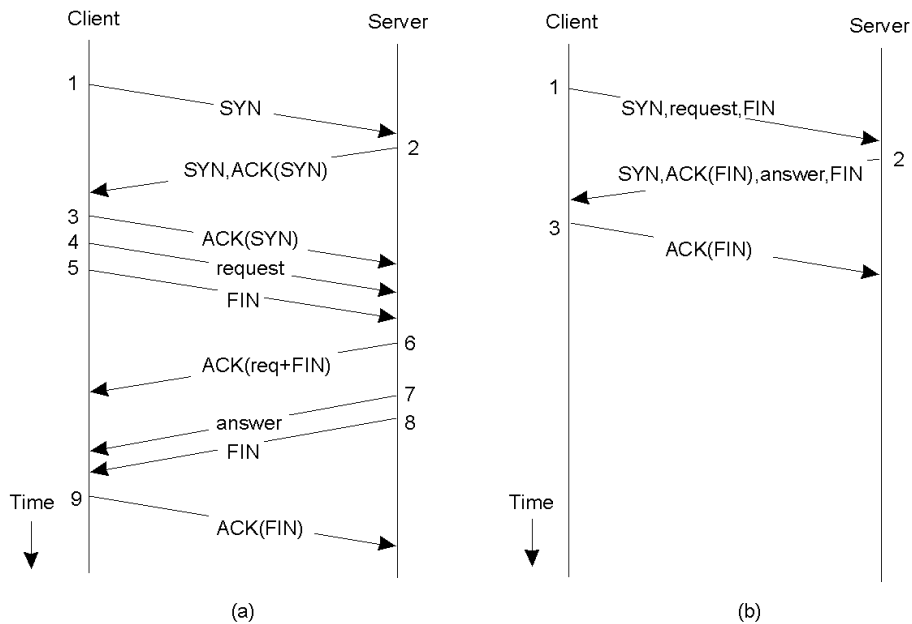 Client
Server
1
SYN
2
SYN,ACK(SYN)
3
ACK(SYN)
4
request
5
FIN
6
ACK(req+FIN)
7
answer
8
FIN
9
Time
ACK(FIN)
(a)
Client
Server
1
SYN,request,FIN
2
SYN,ACK(FIN),answer,FIN
3
ACK(FIN)
Time
(b)